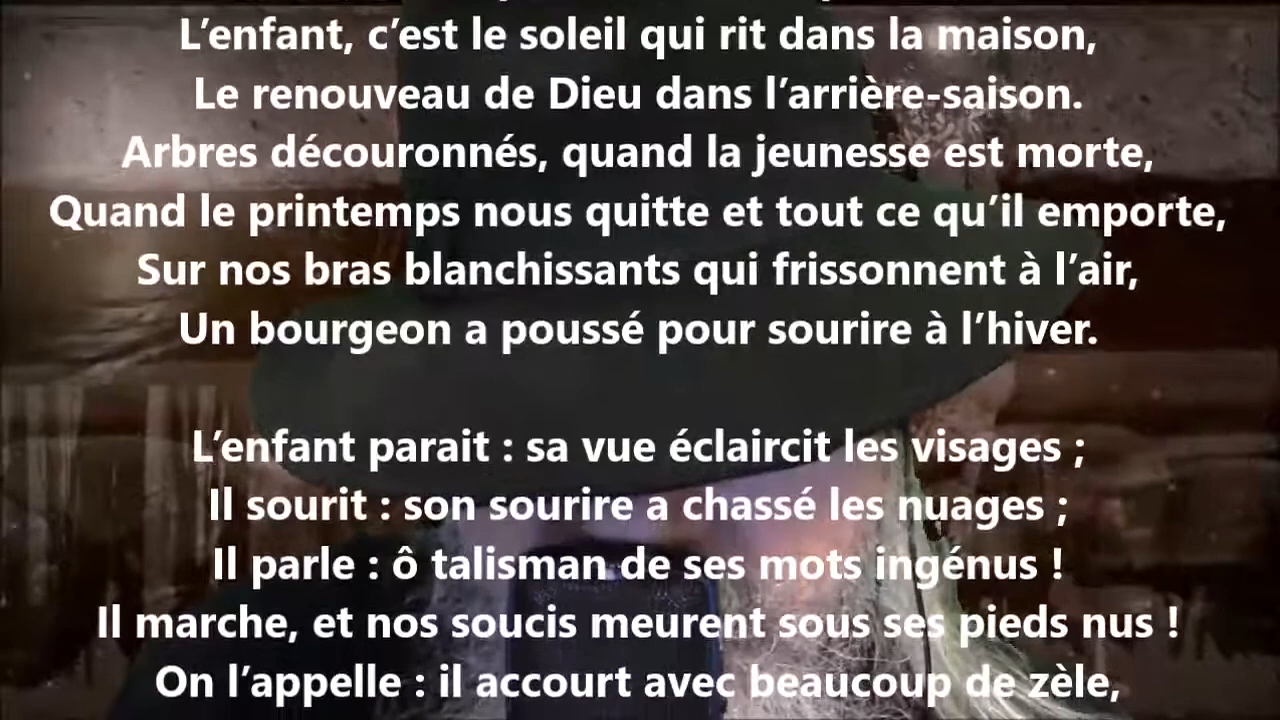 L’enfant, c’est le soleil qui rit dans la maison,
Le renouveau de Dieu dans l’arrière-saison.
Arbres découronnés, quand la jeunesse est morte,
Quand le printemps nous quitte et tout ce qu’il emporte,
Sur nos bras blanchissants qui frissonnent à l’air,
Un bourgeon a poussé pour sourire à l’hiver.
L’enfant parait : sa vue éclaircit les visages ;
Il sourit : son sourire a chassé les nuages ;
Il parle : ô talisman de ses mots ingénus !
Il marche, et nos soucis meurent sous ses pieds nus !
On l’appelle : il accourt avec beaucoup de zèle,